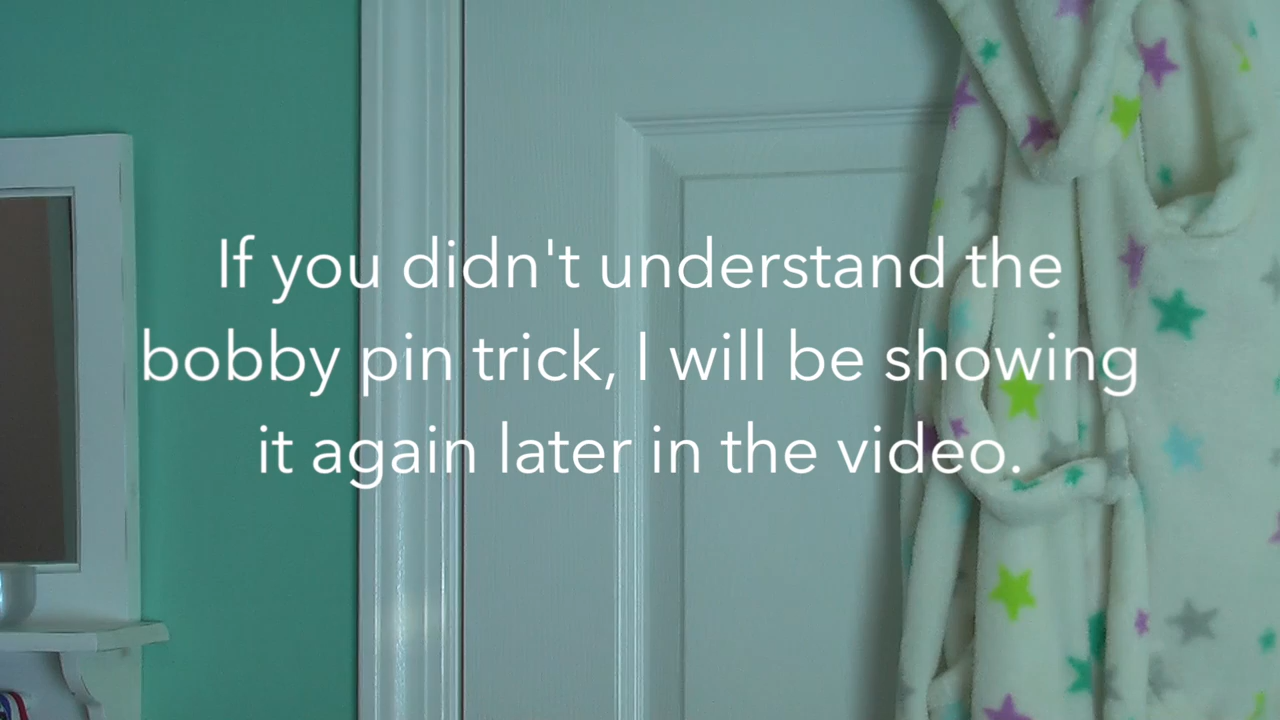 If you didn't understand the
bobby pin trick, I will be showing
it again later in the video.